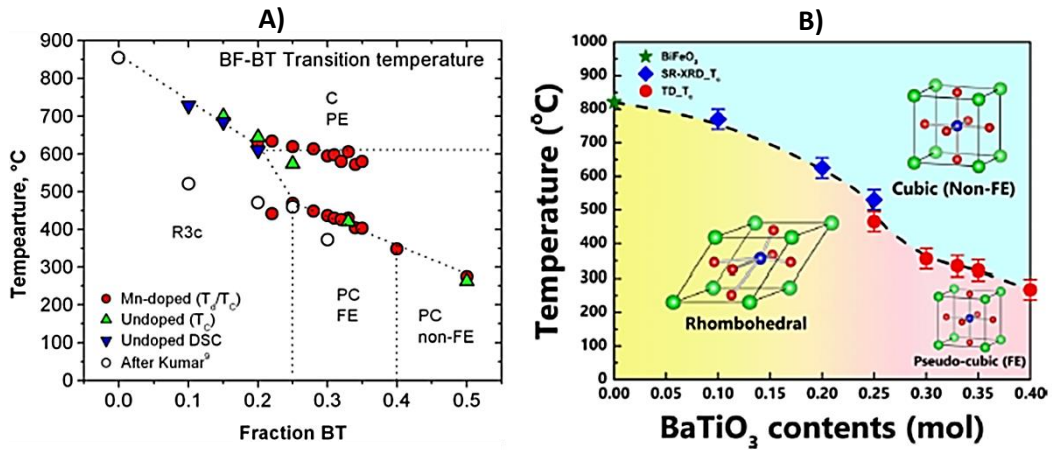 A)
BF-BT Transition temperature
C
PE
R3c
PC
FE
PC
non-FE
Mn-doped (Td/TC)
Undoped (TC)
Undoped DSC
After Kumar9
Tempearture, °C
900
800
700
600
500
400
300
200
100
0
0.0 0.1 0.2 0.3 0.4 0.5
Fraction BT
B)
BiFeO3
SR-XRD_Tc
TD_Tc
Cubic (Non-FE)
Rhombohedral
Pseudo-cubic (FE)
Temperature (°C)
1000
900
800
700
600
500
400
300
200
100
0
0.00 0.05 0.10 0.15 0.20 0.25 0.30 0.35 0.40
BaTiO3 contents (mol)